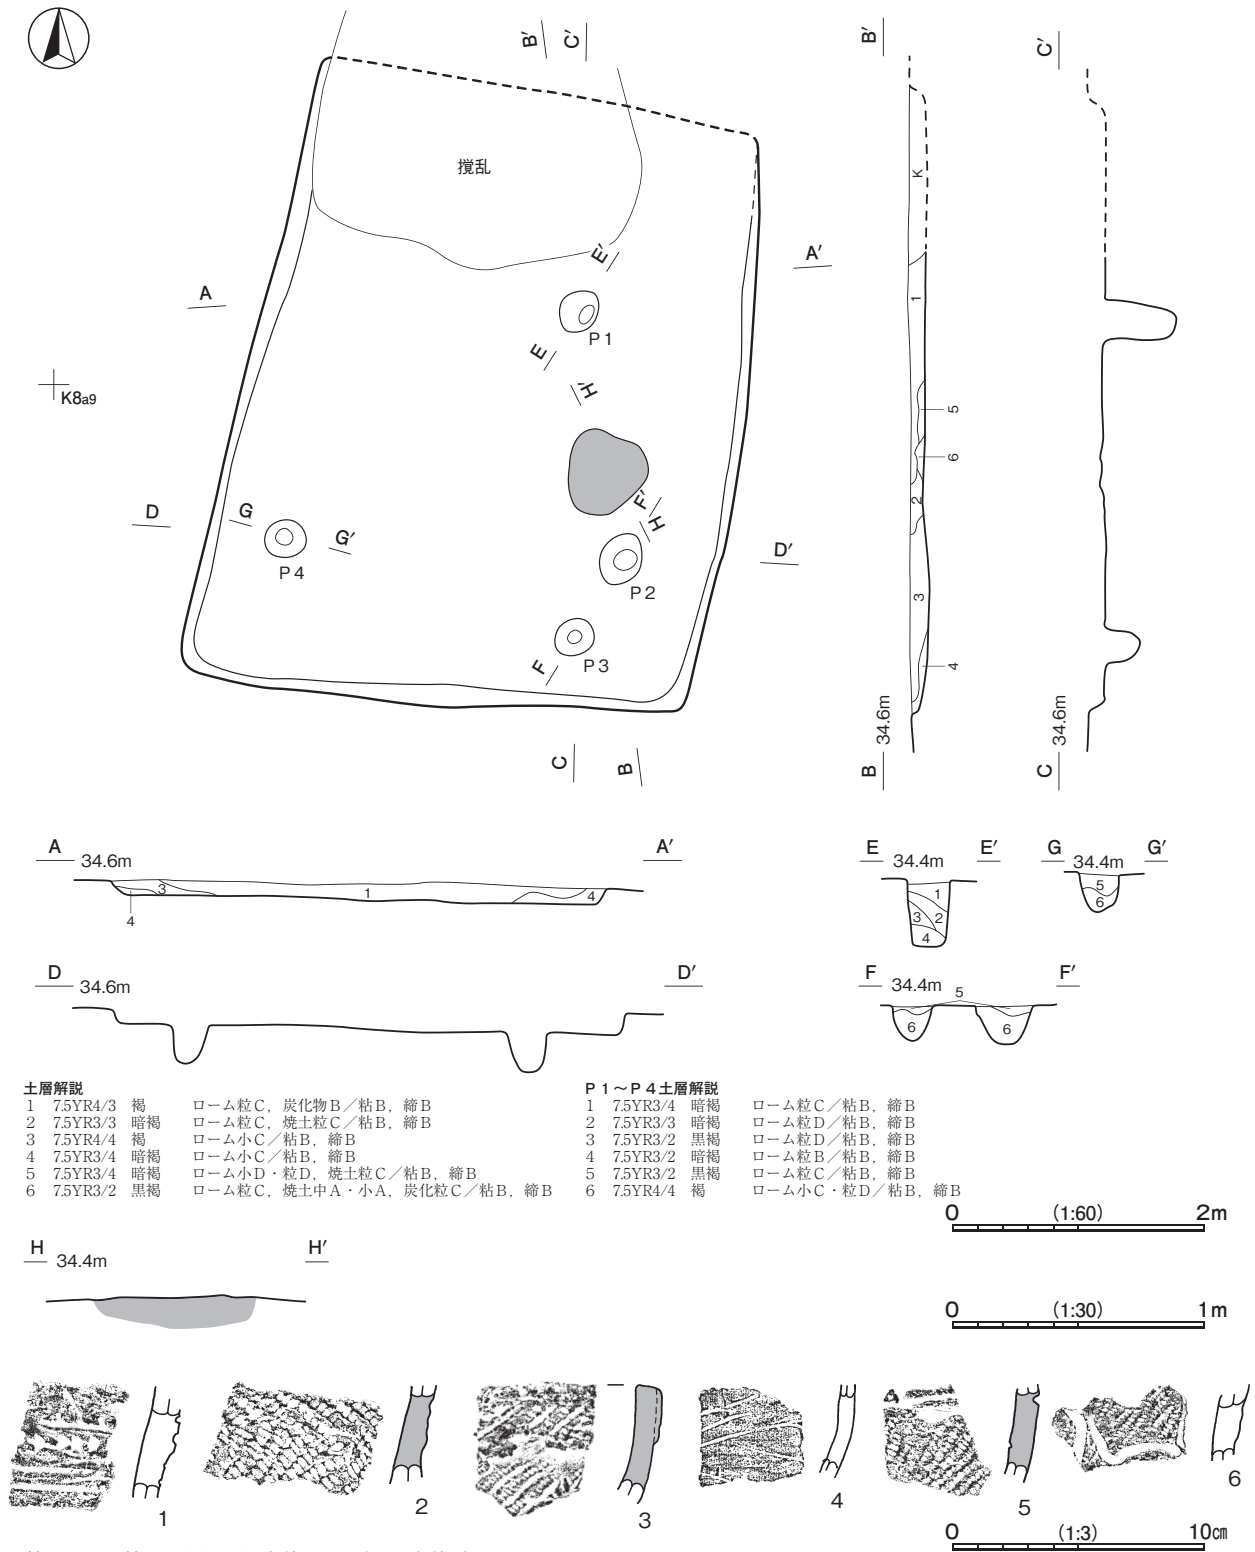 B′ C′
撹乱
E′
A A′
P1
E
H′
K8a9
D G G′ F′ H D′
P4
P2
F P3
C B
B′
K
1
5
6
2
3
4
34.6m
B
C′
34.6m
C
A 34.6m A′
3 1 4
4
D 34.6m D′
E 34.4m E′
1
3 2
4
G 34.4m G′
5
6
F 34.4m F′
5
6 6
土層解説
1 7.5YR4/3 褐 ローム粒C，炭化物B／粘B，締B
2 7.5YR3/3 暗褐 ローム粒C，焼土粒C／粘B，締B
3 7.5YR4/4 褐 ローム小C／粘B，締B
4 7.5YR3/4 暗褐 ローム小C／粘B，締B
5 7.5YR3/4 暗褐 ローム小D・粒D，焼土粒C／粘B，締B
6 7.5YR3/2 黒褐 ローム粒C，焼土中A・小A，炭化粒C／粘B，締B
P1～P4土層解説
1 7.5YR3/4 暗褐 ローム粒C／粘B，締B
2 7.5YR3/3 暗褐 ローム粒D／粘B，締B
3 7.5YR3/2 黒褐 ローム粒D／粘B，締B
4 7.5YR3/2 暗褐 ローム粒B／粘B，締B
5 7.5YR3/2 黒褐 ローム粒C／粘B，締B
6 7.5YR4/4 褐 ローム小C・粒D／粘B，締B
0 (1:60) 2m
H 34.4m H′
0 (1:30) 1m
1 2 3 4 5 6
0 (1:3) 10㎝